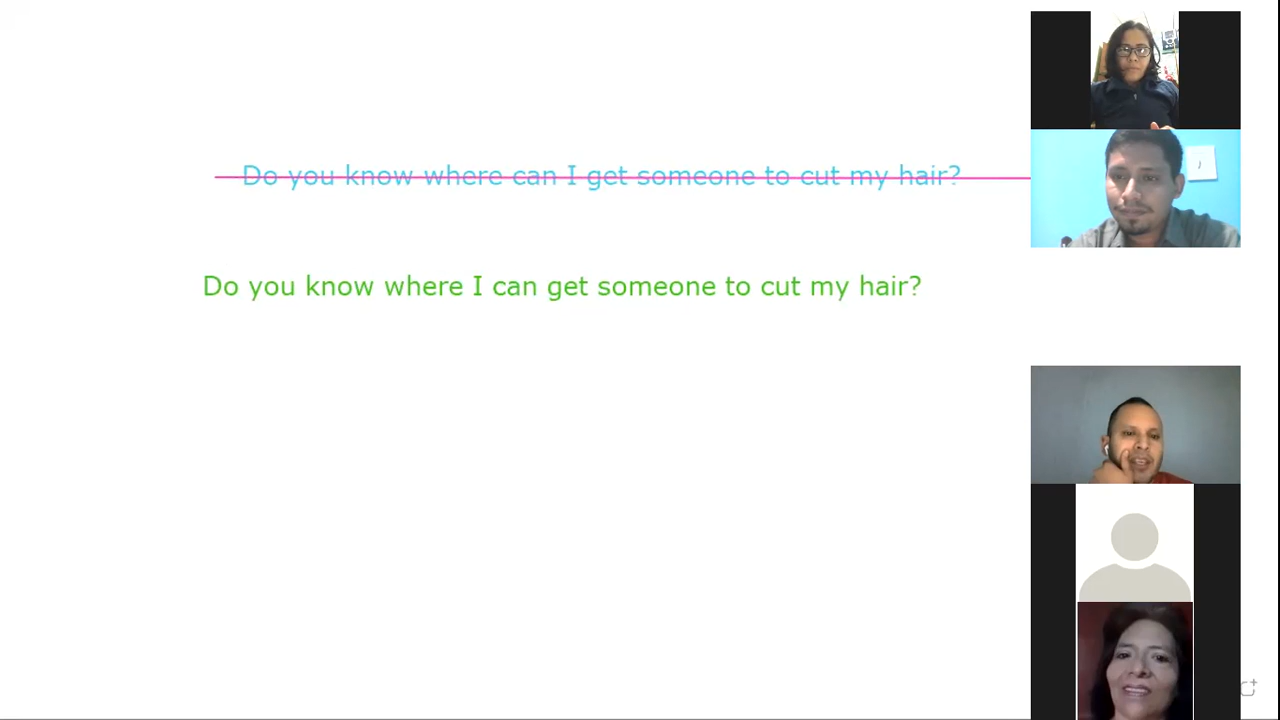 Do you know where can I get someone to cut my hair?
Do you know where I can get someone to cut my hair?